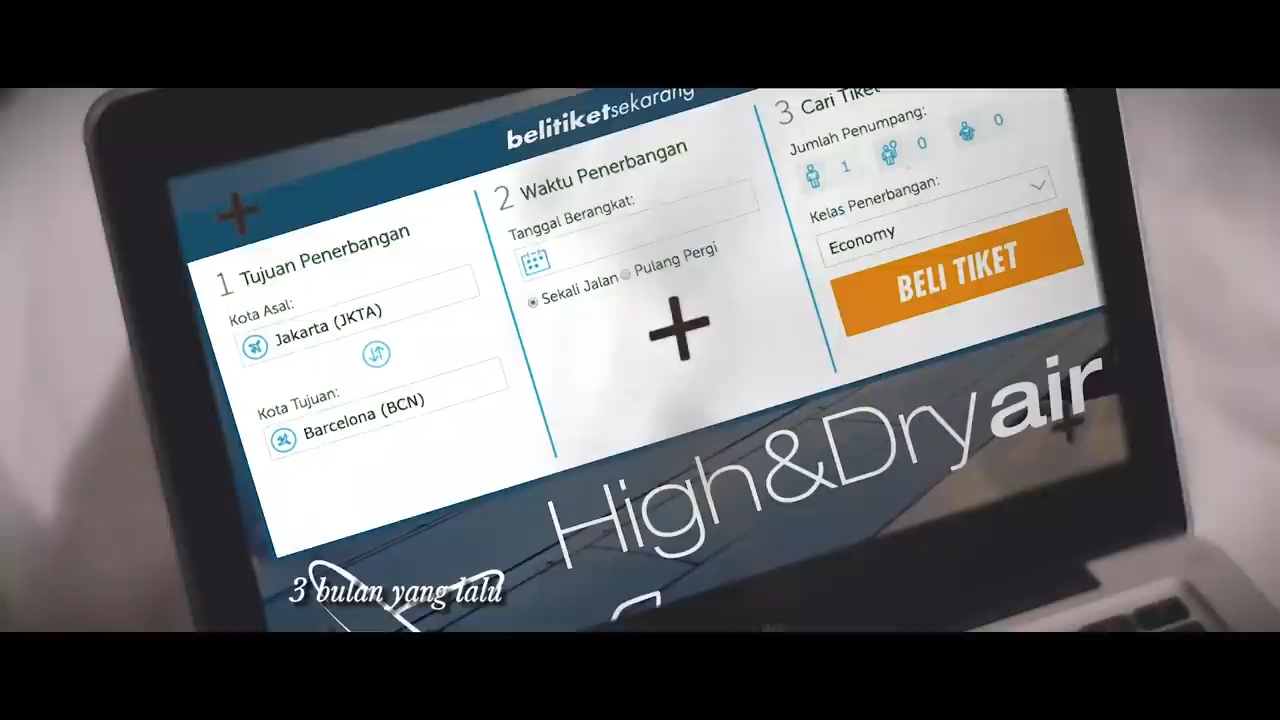 belitiketsekarang
1 Tujuan Penerbangan
Kota Asal:
Jakarta (JKTA)
Kota Tujuan:
Barcelona (BCN)
2 Waktu Penerbangan
Tanggal Berangkat:
Sekali Jalan Pulang Pergi
3 Cari Tiket
Jumlah Penumpang:
1 0 0
Kelas Penerbangan:
Economy
BELI TIKET
High&Dryair
3 bulan yang lalu